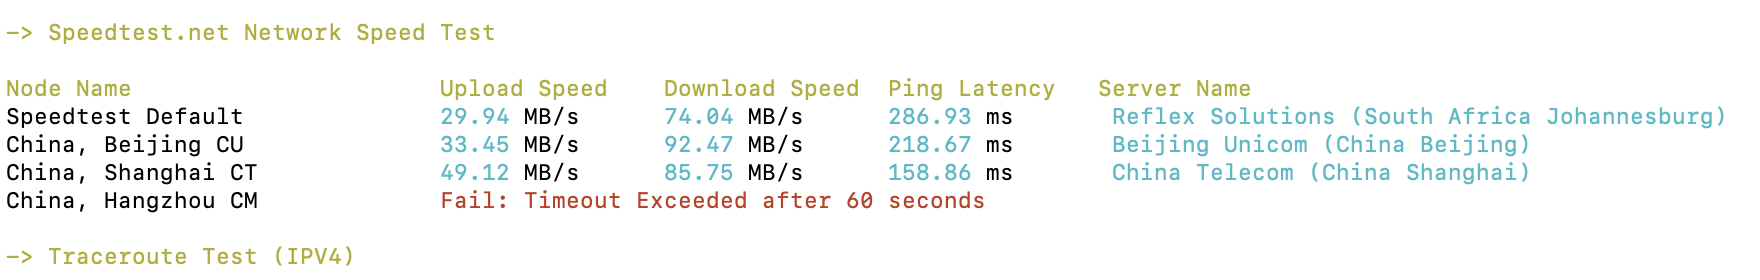 -> Speedtest.net Network Speed Test
Node Name Upload Speed Download Speed Ping Latency Server Name
Speedtest Default 29.94 MB/s 74.04 MB/s 286.93 ms Reflex Solutions (South Africa Johannesburg)
China, Beijing CU 33.45 MB/s 92.47 MB/s 218.67 ms Beijing Unicom (China Beijing)
China, Shanghai CT 49.12 MB/s 85.75 MB/s 158.86 ms China Telecom (China Shanghai)
China, Hangzhou CM Fail: Timeout Exceeded after 60 seconds
-> Traceroute Test (IPV4)